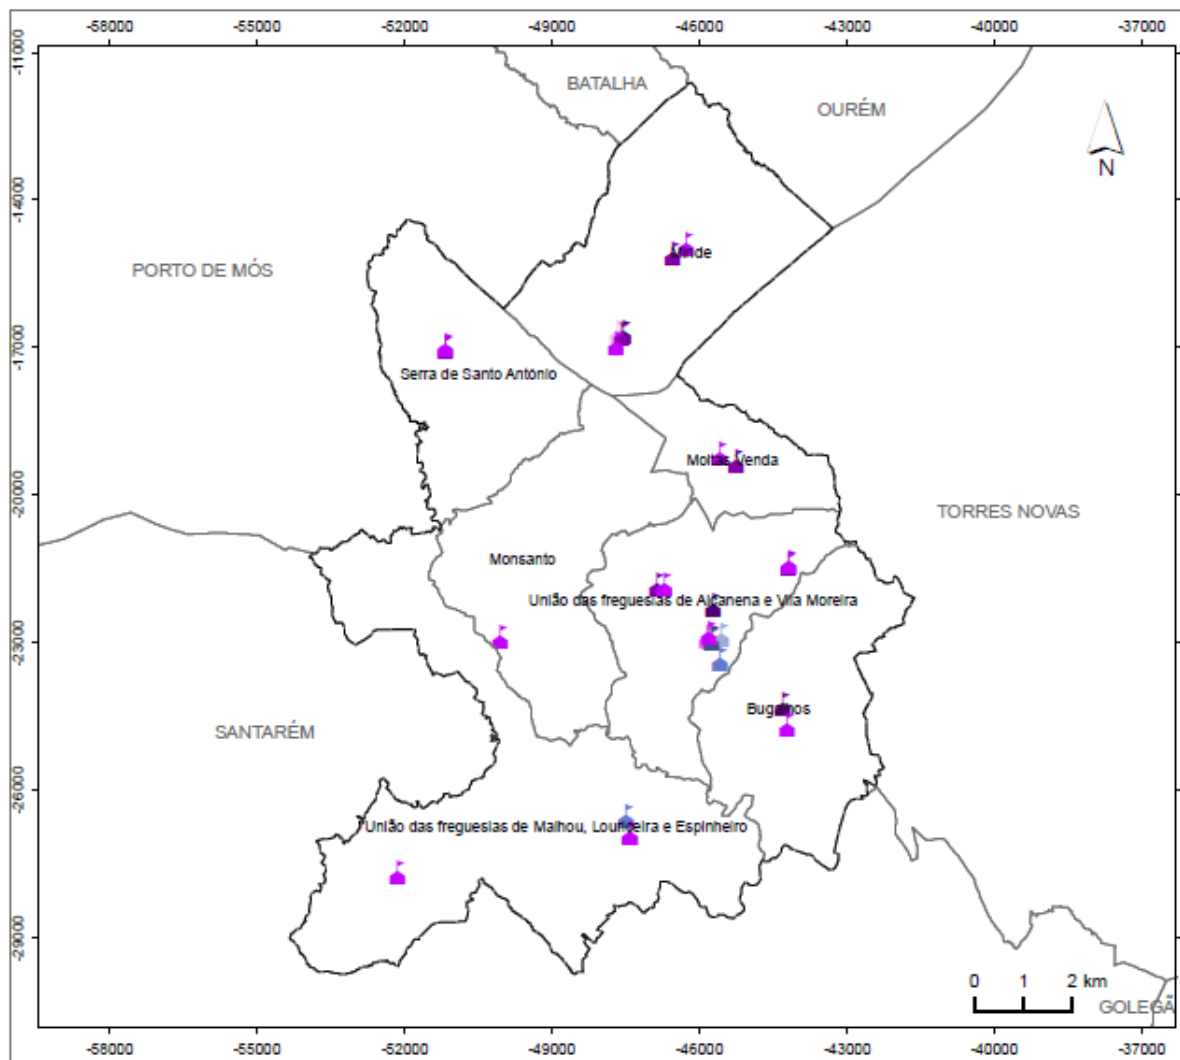 -58000 -55000 -52000 -49000 -46000 -43000 -40000 -37000
-11000
BATALHA
OURÉM
N
-14000
Minde
PORTO DE MÓS
-17000
Serra de Santo António
Moitas Venda
-20000
TORRES NOVAS
Monsanto
União das freguesias de Alcanena e Vila Moreira
-23000
Bugalhos
SANTARÉM
-26000
União das freguesias de Malhou, Louriceira e Espinheiro
-29000
0 1 2 km
GOLEGÃ
-58000 -55000 -52000 -49000 -46000 -43000 -40000 -37000